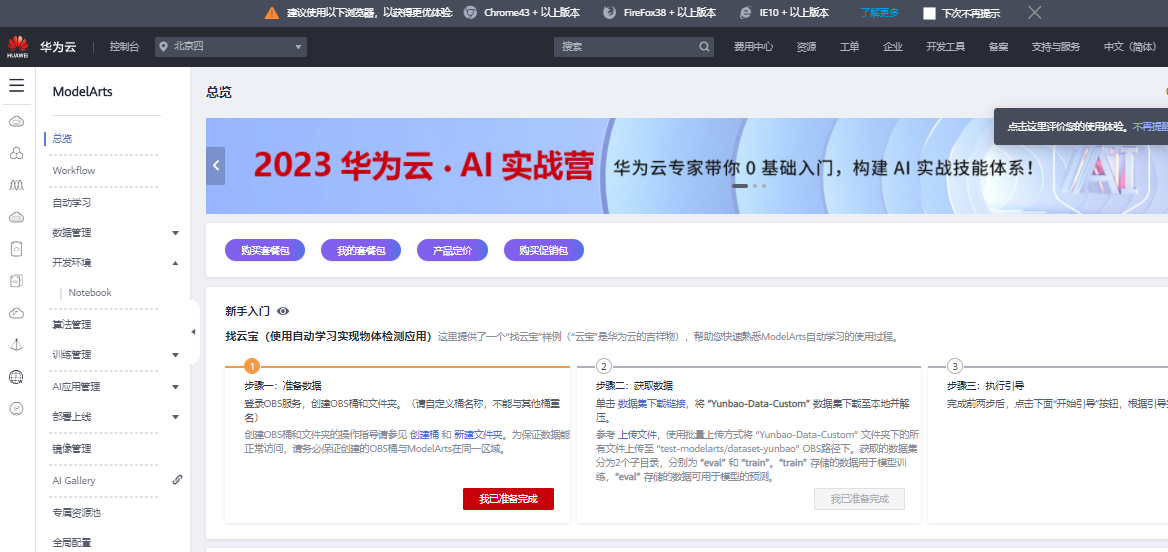 建议使用以下浏览器，以获得更优体验: Chrome43 + 以上版本 FireFox38 + 以上版本 IE10 + 以上版本 了解更多 下次不再提示
HUAWEI 华为云 控制台 北京四 搜索 费用中心 资源 工单 企业 开发工具 备案 支持与服务 中文（简体）
ModelArts
总览
Workflow
自动学习
数据管理
开发环境
Notebook
算法管理
训练管理
AI应用管理
部署上线
镜像管理
AI Gallery
专属资源池
全局配置
总览
点击这里评价您的使用体验。不再提醒
2023 华为云 · AI 实战营
华为云专家带你 0 基础入门，构建 AI 实战技能体系！
AI
购买套餐包 我的套餐包 产品定价 购买促销包
新手入门
找云宝（使用自动学习实现物体检测应用） 这里提供了一个“找云宝”样例（“云宝”是华为云的吉祥物），帮助您快速熟悉ModelArts自动学习的使用过程。
1
步骤一：准备数据
登录OBS服务，创建OBS桶和文件夹。（请自定义桶名称，不能与其他桶重
名）
创建OBS桶和文件夹的操作指导请参见 创建桶 和 新建文件夹。为保证数据能
正常访问，请务必保证创建的OBS桶与ModelArts在同一区域。
我已准备完成
2
步骤二：获取数据
单击 数据集下载链接，将 “Yunbao-Data-Custom” 数据集下载至本地并解
压。
参考 上传文件，使用批量上传方式将 “Yunbao-Data-Custom” 文件夹下的所
有文件上传至 “test-modelarts/dataset-yunbao” OBS路径下。获取的数据集
分为2个子目录，分别为 “eval” 和 “train”。“train” 存储的数据用于模型训
练，“eval” 存储的数据可用于模型的预测。
我已准备完成
3
步骤三：执行引导
完成前两步后，点击下面“开始引导”按钮，根据引导